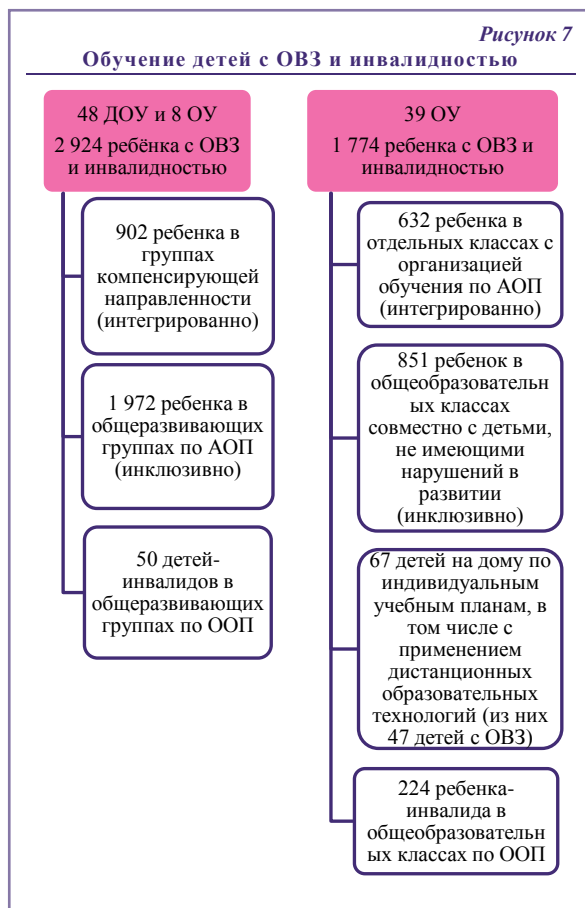 Рисунок 7
Обучение детей с ОВЗ и инвалидностью
48 ДОУ и 8 ОУ
2 924 ребёнка с ОВЗ
и инвалидностью
902 ребенка в
группах
компенсирующей
направленности
(интегрированно)
1 972 ребенка в
общеразвивающих
группах по АОП
(инклюзивно)
50 детей-
инвалидов в
общеразвивающих
группах по ООП
39 ОУ
1 774 ребенка с ОВЗ и
инвалидностью
632 ребенка в
отдельных классах с
организацией
обучения по АОП
(интегрированно)
851 ребенок в
общеобразовательн
ых классах
совместно с детьми,
не имеющими
нарушений в
развитии
(инклюзивно)
67 детей на дому по
индивидуальным
учебным планам, в
том числе с
применением
дистанционных
образовательных
технологий (из них
47 детей с ОВЗ)
224 ребенка-
инвалида в
общеобразовательн
ых классах по ООП